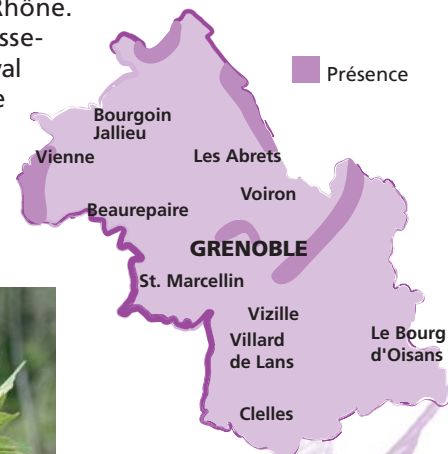 Rhône.
sse-
val
e
Présence
Bourgoin
Jallieu
Vienne
Les Abrets
Voiron
Beaurepaire
GRENOBLE
St. Marcellin
Vizille
Villard
de Lans
Le Bourg
d'Oisans
Clelles